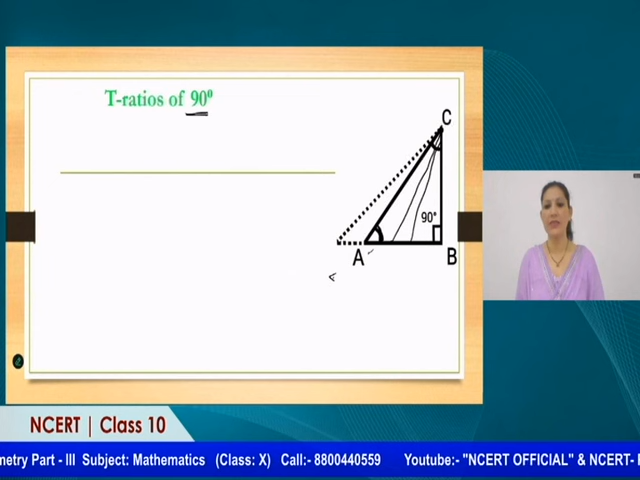 T-ratios of 90⁰
C
90°
A
B
NCERT | Class 10
metry Part - III Subject: Mathematics (Class: X) Call:- 8800440559 Youtube:- "NCERT OFFICIAL" & NCERT-